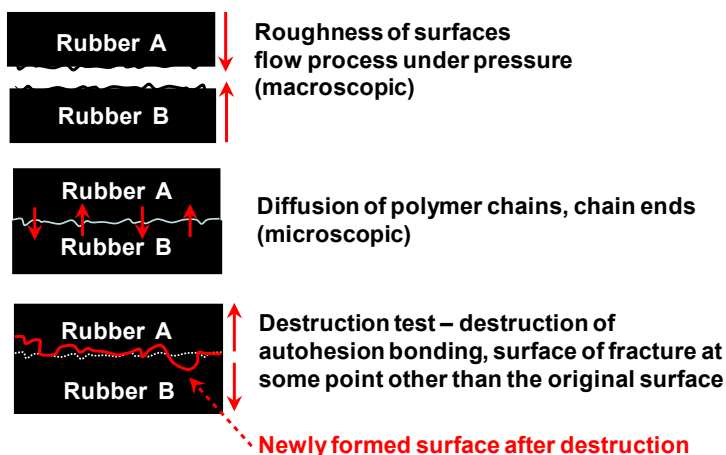 Rubber A
Rubber B
Roughness of surfaces
flow process under pressure
(macroscopic)
Rubber A
Rubber B
Diffusion of polymer chains, chain ends
(microscopic)
Rubber A
Rubber B
Destruction test – destruction of
autohesion bonding, surface of fracture at
some point other than the original surface
Newly formed surface after destruction